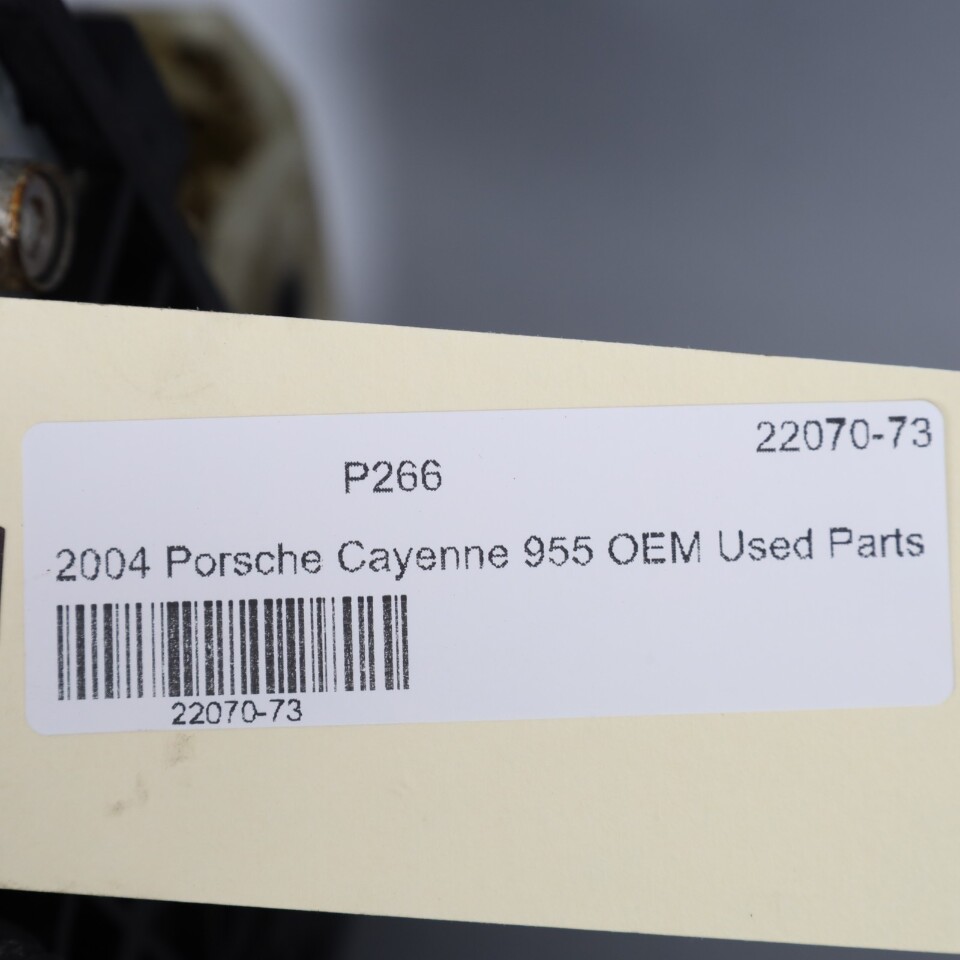 22070-73
P266
2004 Porsche Cayenne 955 OEM Used Parts
22070-73